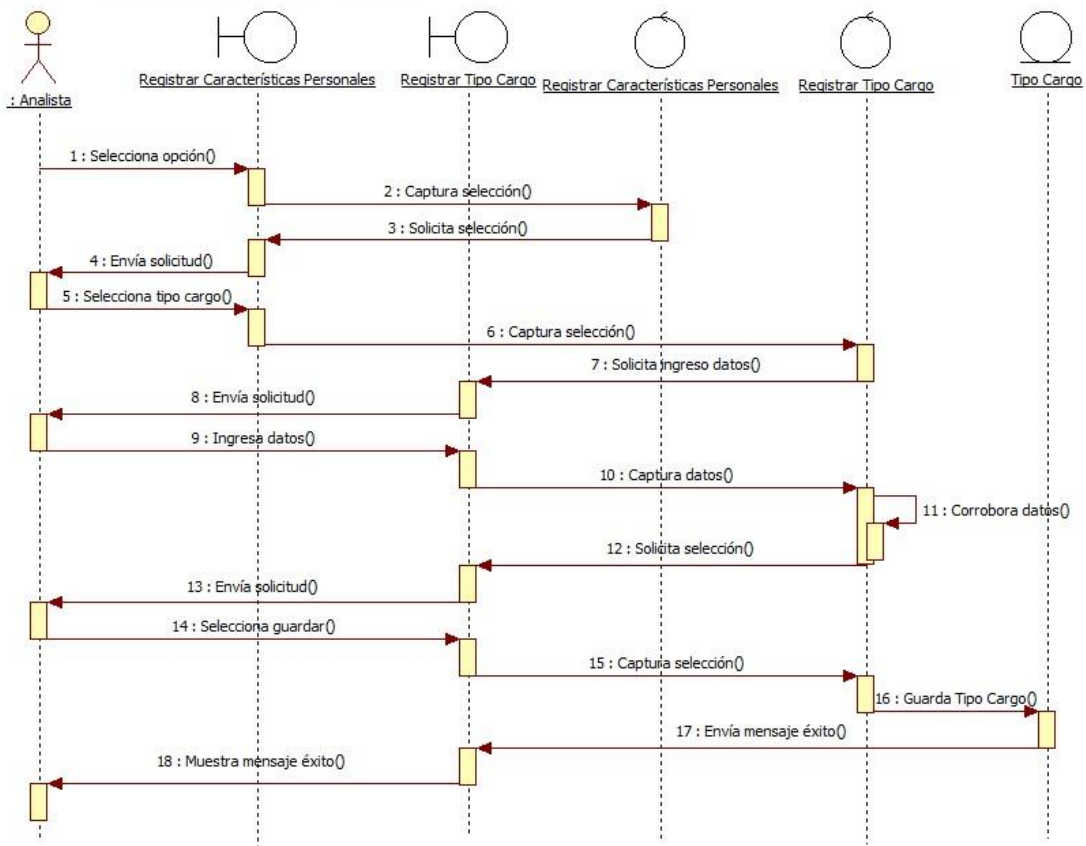 : Analista
Registrar Características Personales
Registrar Tipo Cargo
Registrar Características Personales
Registrar Tipo Cargo
Tipo Cargo
1 : Selecciona opción()
2 : Captura selección()
3 : Solicita selección()
4 : Envía solicitud()
5 : Selecciona tipo cargo()
6 : Captura selección()
7 : Solicita ingreso datos()
8 : Envía solicitud()
9 : Ingresa datos()
10 : Captura datos()
11 : Corrobora datos()
12 : Solicita selección()
13 : Envía solicitud()
14 : Selecciona guardar()
15 : Captura selección()
16 : Guarda Tipo Cargo()
17 : Envía mensaje éxito()
18 : Muestra mensaje éxito()